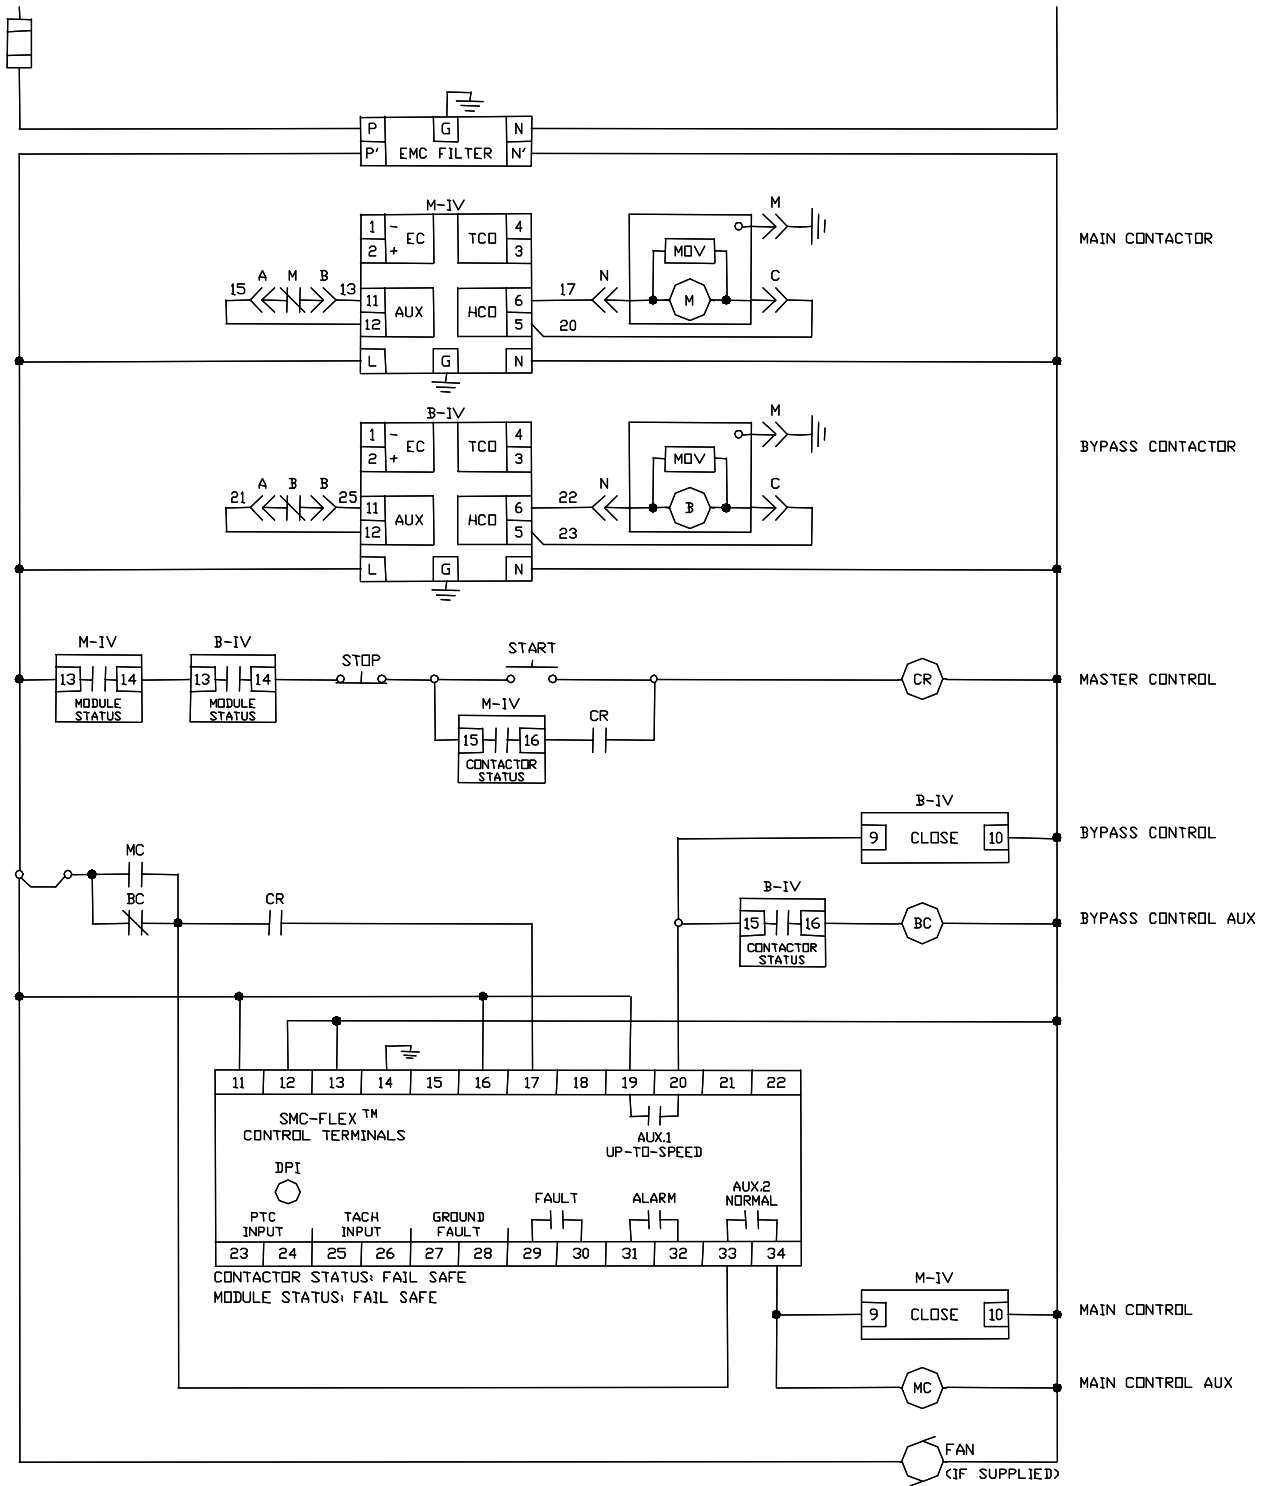 P G N
P' EMC FILTER N'
M-IV
1 - EC TCO 4
2 + 3
M
MOV
MAIN CONTACTOR
15 A M B 13 11 AUX HCO 6 17 N M C
12 5 20
L G N
B-IV
1 - EC TCO 4
2 + 3
M
MOV
BYPASS CONTACTOR
21 A B B 25 11 AUX HCO 6 22 N B C
12 5 23
L G N
M-IV B-IV STOP START
13 14 13 14 CR MASTER CONTROL
MODULE STATUS MODULE STATUS
M-IV CR
15 16
CONTACTOR STATUS
B-IV
9 CLOSE 10 BYPASS CONTROL
MC
BC CR
B-IV
15 16 BC BYPASS CONTROL AUX
CONTACTOR STATUS
11 12 13 14 15 16 17 18 19 20 21 22
SMC-FLEX™
CONTROL TERMINALS
AUX.1
UP-TO-SPEED
DPI
FAULT ALARM AUX.2
NORMAL
PTC INPUT TACH INPUT GROUND FAULT
23 24 25 26 27 28 29 30 31 32 33 34
CONTACTOR STATUS: FAIL SAFE
MODULE STATUS: FAIL SAFE
M-IV
9 CLOSE 10 MAIN CONTROL
MC MAIN CONTROL AUX
FAN
(IF SUPPLIED)